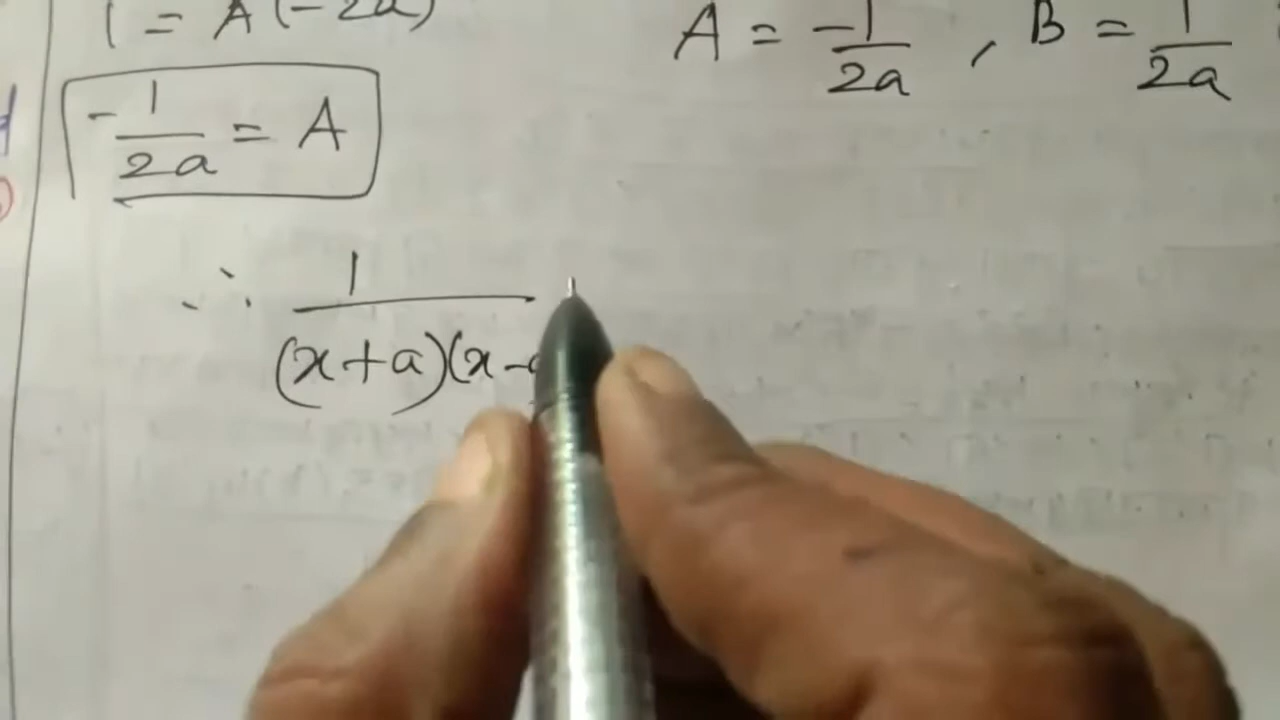 1 = A(-2a)
A = -1/2a , B = 1/2a
-1/2a = A
∴ 1/(x+a)(x-